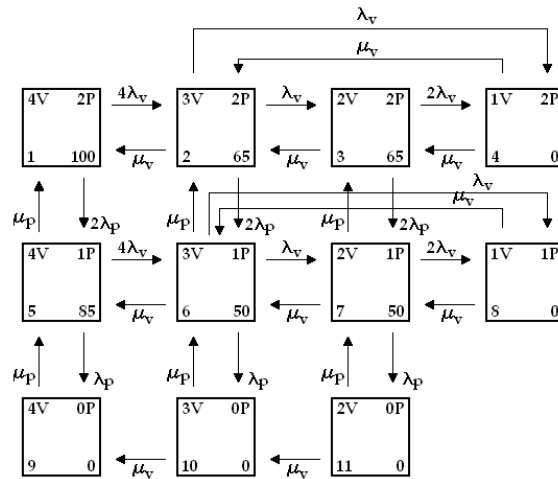 λv
μv
4V 2P 4λv 3V 2P λv 2V 2P 2λv 1V 2P
1 100 μv 2 65 μv 3 65 μv 4 0
λv
μp 2λp μp 2λp μp 2λp μv
4V 1P 4λv 3V 1P λv 2V 1P 2λv 1V 1P
5 85 μv 6 50 μv 7 50 μv 8 0
μp λp μp λp μp λp
4V 0P 3V 0P 2V 0P
9 0 μv 10 0 μv 11 0